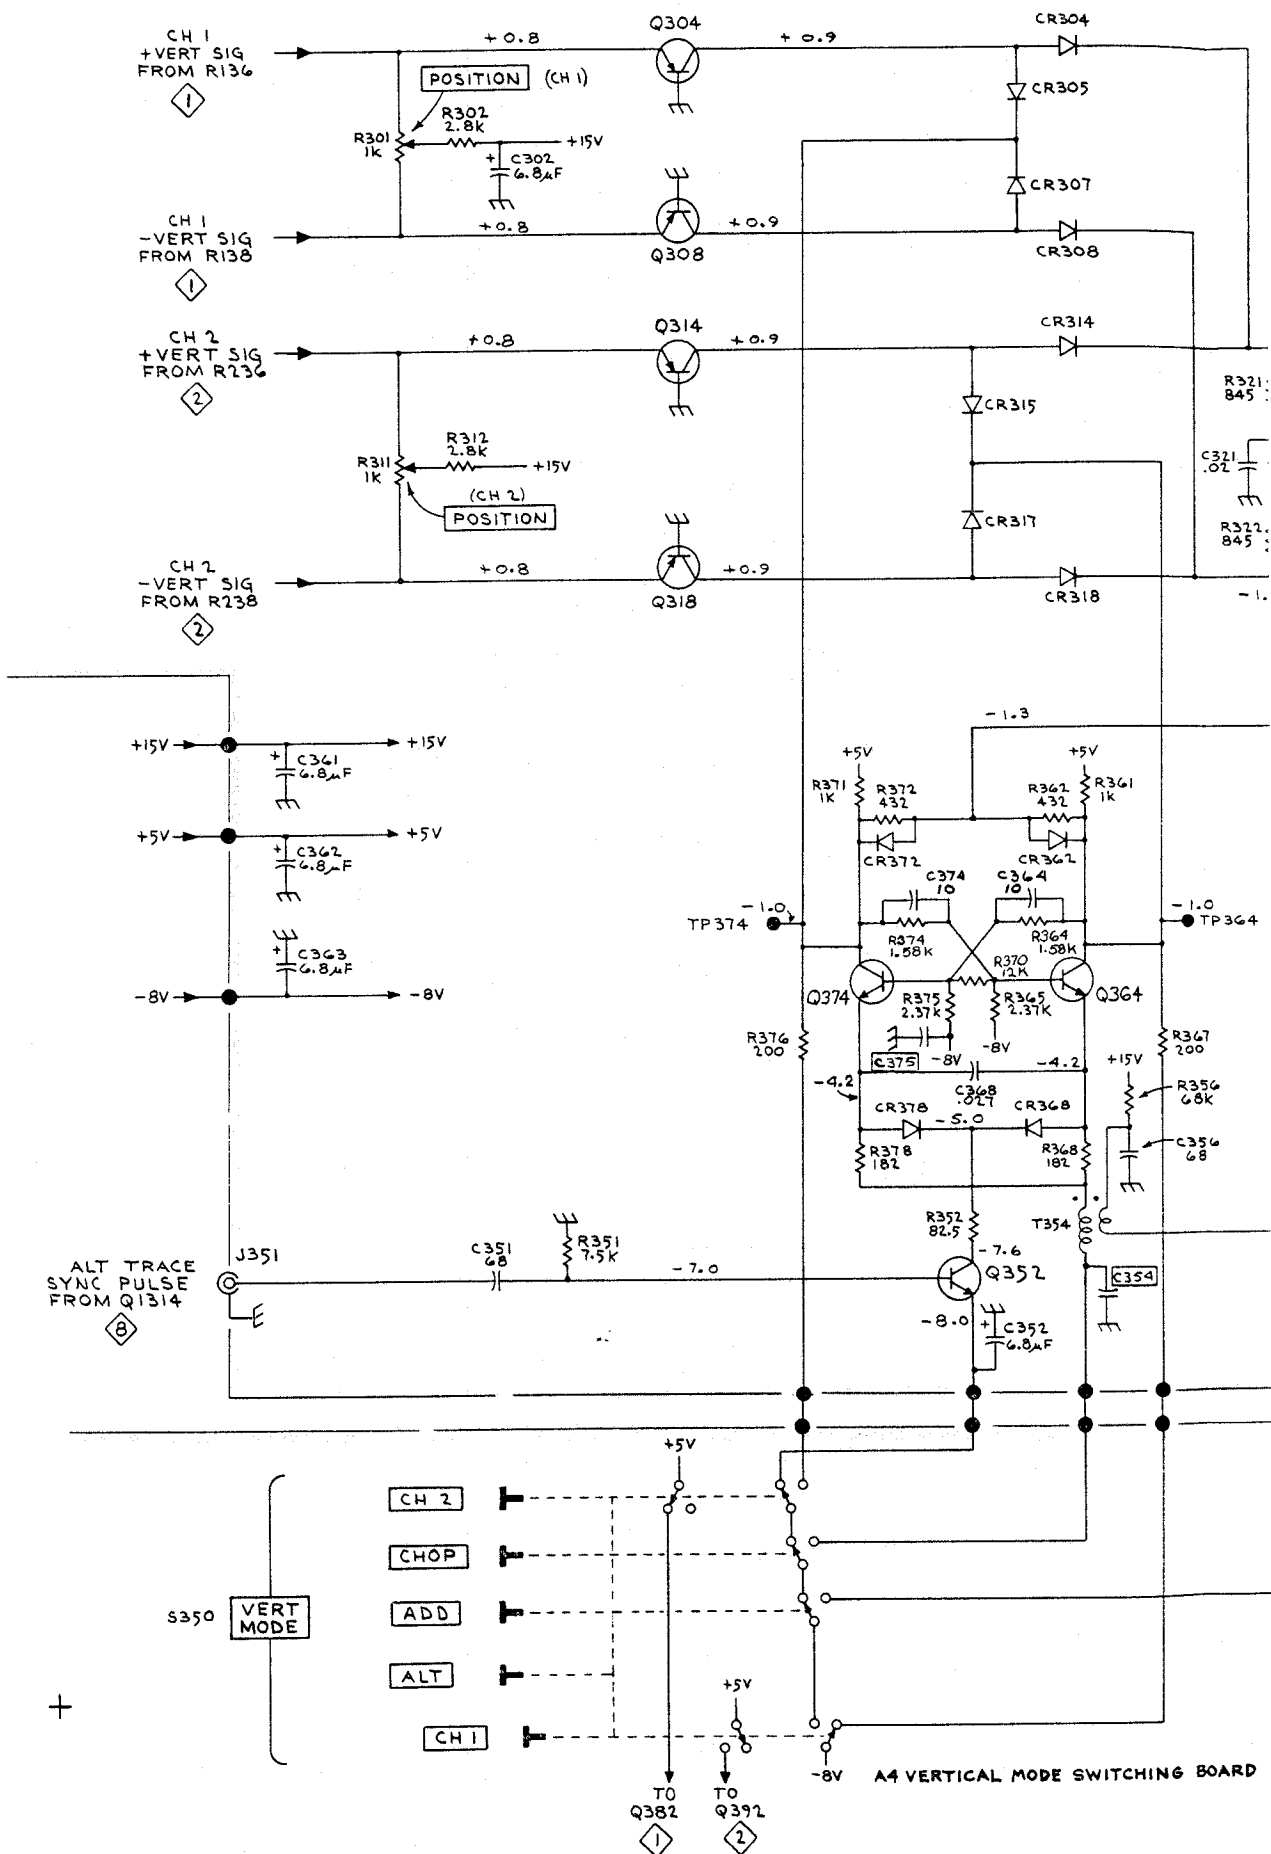 CH 1
+VERT SIG
FROM R136
1
+0.8
Q304
+0.9
CR304
POSITION (CH 1)
CR305
R301
1K
R302
2.8K
+15V
+
C302
6.8µF
CR307
CH 1
-VERT SIG
FROM R138
1
+0.8
Q308
+0.9
CR308
CH 2
+VERT SIG
FROM R236
2
+0.8
Q314
+0.9
CR314
R321
845
CR315
R311
1K
R312
2.8K
+15V
(CH 2)
POSITION
C321
.02
CR317
R322
845
CH 2
-VERT SIG
FROM R238
2
+0.8
Q318
+0.9
CR318
-1.
+15V
+15V
+
C361
6.8µF
+5V
+5V
+
C362
6.8µF
+
C363
6.8µF
-8V
-8V
-1.3
+5V
+5V
R371
1K
R372
432
R362
432
R361
1K
CR372
CR362
C374
10
C364
10
-1.0
TP374
-1.0
TP364
R374
1.58K
R364
1.58K
R370
12K
Q374
Q364
R375
2.37K
R365
2.37K
-8V
-8V
C375
R376
200
R367
200
-4.2
-4.2
C368
.027
+15V
R356
68K
CR378
-5.0
CR368
C356
68
R378
182
R368
182
R352
82.5
T354
ALT TRACE
SYNC PULSE
FROM Q1314
8
J351
C351
68
R351
7.5K
-7.0
-7.6
Q352
C354
-8.0
+
C352
6.8µF
+5V
S350
VERT
MODE
CH 2
CHOP
ADD
ALT
CH 1
+5V
-8V
A4 VERTICAL MODE SWITCHING BOARD
TO
Q382
1
TO
Q392
2